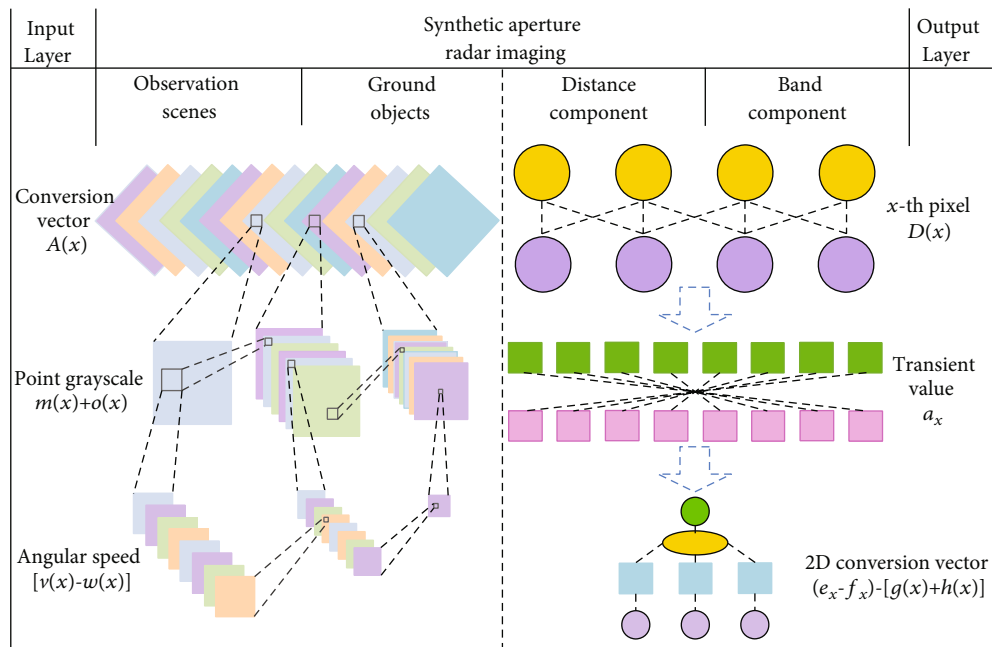 Input
Layer
Synthetic aperture
radar imaging
Output
Layer
Observation
scenes
Ground
objects
Distance
component
Band
component
Conversion
vector
A(x)
x-th pixel
D(x)
Point grayscale
m(x)+o(x)
Transient
value
a_x
Angular speed
[v(x)-w(x)]
2D conversion vector
(e_x-f_x)-[g(x)+h(x)]